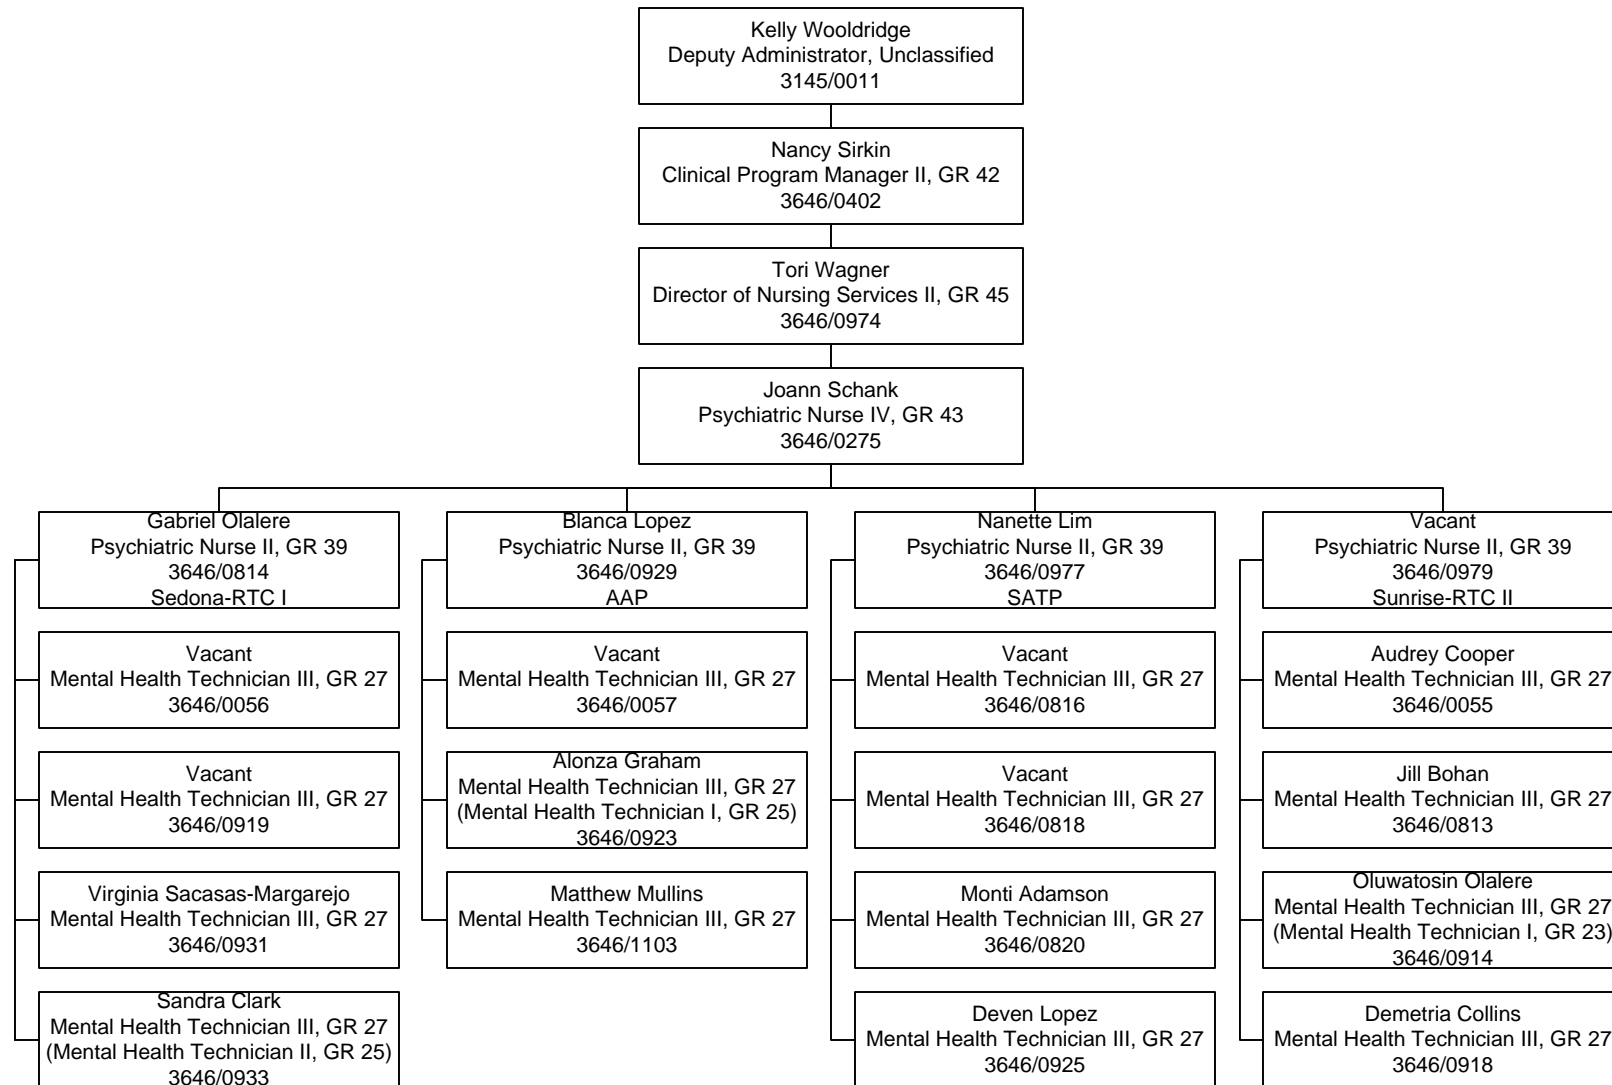 Kelly Wooldridge
Deputy Administrator, Unclassified
3145/0011
Nancy Sirkin
Clinical Program Manager II, GR 42
3646/0402
Tori Wagner
Director of Nursing Services II, GR 45
3646/0974
Joann Schank
Psychiatric Nurse IV, GR 43
3646/0275
Gabriel Olalere
Psychiatric Nurse II, GR 39
3646/0814
Sedona-RTC I
Vacant
Mental Health Technician III, GR 27
3646/0056
Vacant
Mental Health Technician III, GR 27
3646/0919
Virginia Sacasas-Margarejo
Mental Health Technician III, GR 27
3646/0931
Sandra Clark
Mental Health Technician III, GR 27
(Mental Health Technician II, GR 25)
3646/0933
Blanca Lopez
Psychiatric Nurse II, GR 39
3646/0929
AAP
Vacant
Mental Health Technician III, GR 27
3646/0057
Alonza Graham
Mental Health Technician III, GR 27
(Mental Health Technician I, GR 25)
3646/0923
Matthew Mullins
Mental Health Technician III, GR 27
3646/1103
Nanette Lim
Psychiatric Nurse II, GR 39
3646/0977
SATP
Vacant
Mental Health Technician III, GR 27
3646/0816
Vacant
Mental Health Technician III, GR 27
3646/0818
Monti Adamson
Mental Health Technician III, GR 27
3646/0820
Deven Lopez
Mental Health Technician III, GR 27
3646/0925
Vacant
Psychiatric Nurse II, GR 39
3646/0979
Sunrise-RTC II
Audrey Cooper
Mental Health Technician III, GR 27
3646/0055
Jill Bohan
Mental Health Technician III, GR 27
3646/0813
Oluwatosin Olalere
Mental Health Technician III, GR 27
(Mental Health Technician I, GR 23)
3646/0914
Demetria Collins
Mental Health Technician III, GR 27
3646/0918